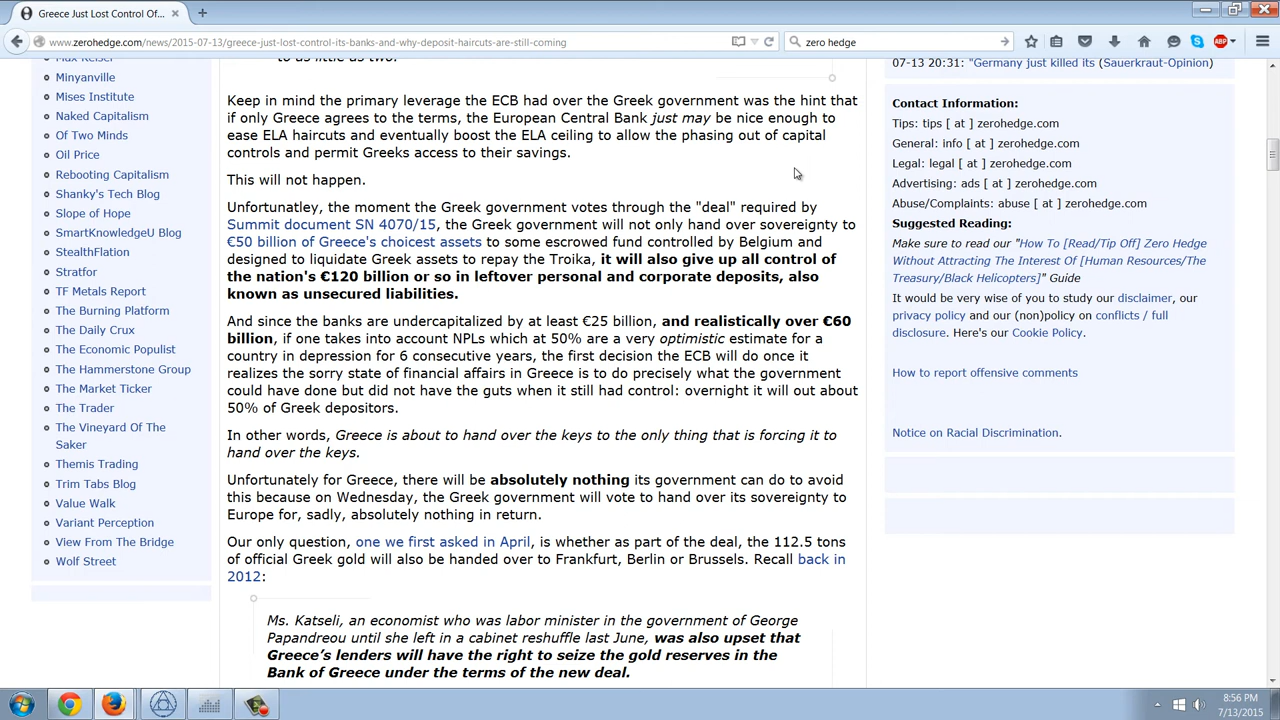 Greece Just Lost Control Of...
www.zerohedge.com/news/2015-07-13/greece-just-lost-control-its-banks-and-why-deposit-haircuts-are-still-coming
zero hedge
ABP
Max Keiser
Minyanville
Mises Institute
Naked Capitalism
Of Two Minds
Oil Price
Rebooting Capitalism
Shanky's Tech Blog
Slope of Hope
SmartKnowledgeU Blog
StealthFlation
Stratfor
TF Metals Report
The Burning Platform
The Daily Crux
The Economic Populist
The Hammerstone Group
The Market Ticker
The Trader
The Vineyard Of The
Saker
Themis Trading
Trim Tabs Blog
Value Walk
Variant Perception
View From The Bridge
Wolf Street
to as little as two.
Keep in mind the primary leverage the ECB had over the Greek government was the hint that
if only Greece agrees to the terms, the European Central Bank just may be nice enough to
ease ELA haircuts and eventually boost the ELA ceiling to allow the phasing out of capital
controls and permit Greeks access to their savings.
This will not happen.
Unfortunatley, the moment the Greek government votes through the "deal" required by
Summit document SN 4070/15, the Greek government will not only hand over sovereignty to
€50 billion of Greece's choicest assets to some escrowed fund controlled by Belgium and
designed to liquidate Greek assets to repay the Troika, it will also give up all control of
the nation's €120 billion or so in leftover personal and corporate deposits, also
known as unsecured liabilities.
And since the banks are undercapitalized by at least €25 billion, and realistically over €60
billion, if one takes into account NPLs which at 50% are a very optimistic estimate for a
country in depression for 6 consecutive years, the first decision the ECB will do once it
realizes the sorry state of financial affairs in Greece is to do precisely what the government
could have done but did not have the guts when it still had control: overnight it will out about
50% of Greek depositors.
In other words, Greece is about to hand over the keys to the only thing that is forcing it to
hand over the keys.
Unfortunately for Greece, there will be absolutely nothing its government can do to avoid
this because on Wednesday, the Greek government will vote to hand over its sovereignty to
Europe for, sadly, absolutely nothing in return.
Our only question, one we first asked in April, is whether as part of the deal, the 112.5 tons
of official Greek gold will also be handed over to Frankfurt, Berlin or Brussels. Recall back in
2012:
Ms. Katseli, an economist who was labor minister in the government of George
Papandreou until she left in a cabinet reshuffle last June, was also upset that
Greece's lenders will have the right to seize the gold reserves in the
Bank of Greece under the terms of the new deal.
07-13 20:31: "Germany just killed its (Sauerkraut-Opinion)
Contact Information:
Tips: tips [ at ] zerohedge.com
General: info [ at ] zerohedge.com
Legal: legal [ at ] zerohedge.com
Advertising: ads [ at ] zerohedge.com
Abuse/Complaints: abuse [ at ] zerohedge.com
Suggested Reading:
Make sure to read our "How To [Read/Tip Off] Zero Hedge
Without Attracting The Interest Of [Human Resources/The
Treasury/Black Helicopters]" Guide
It would be very wise of you to study our disclaimer, our
privacy policy and our (non)policy on conflicts / full
disclosure. Here's our Cookie Policy.
How to report offensive comments
Notice on Racial Discrimination.
8:56 PM
7/13/2015